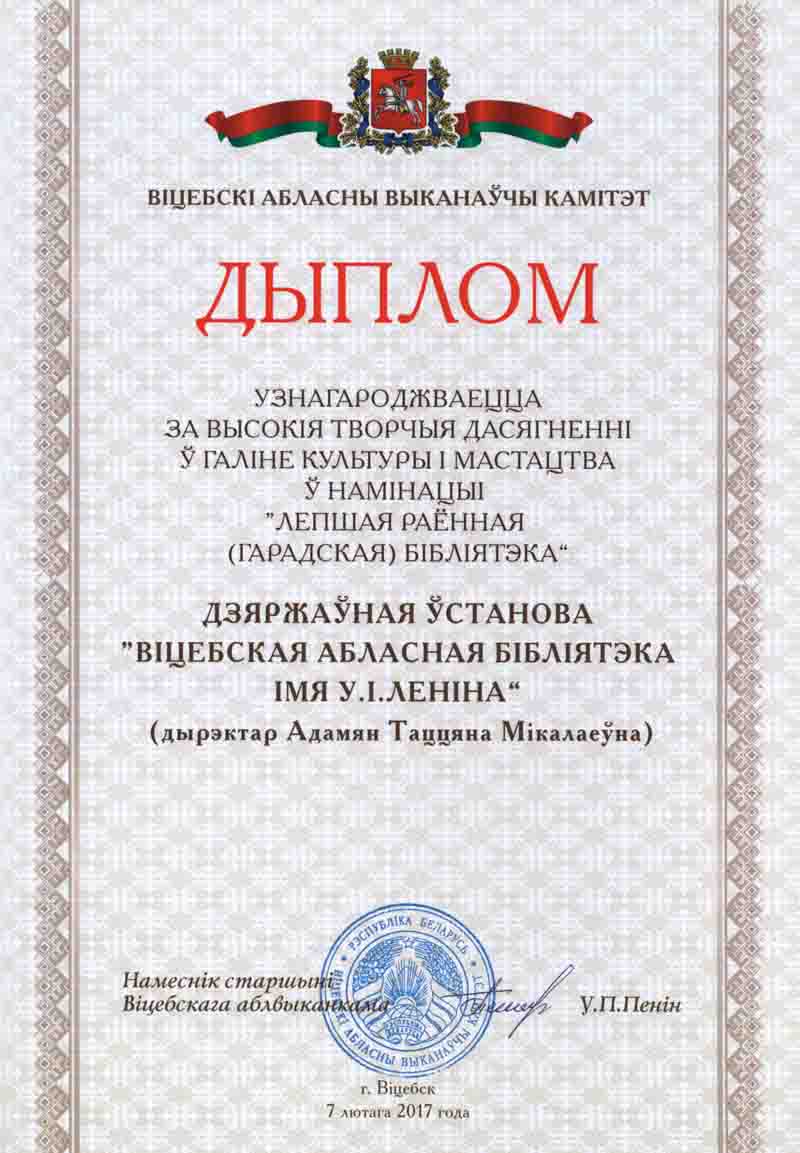 ВІЦЕБСКІ АБЛАСНЫ ВЫКАНАЎЧЫ КАМІТЭТ
ДЫПЛОМ
УЗНАГАРОДЖВАЕЦЦА
ЗА ВЫСОКІЯ ТВОРЧЫЯ ДАСЯГНЕННІ
Ў ГАЛІНЕ КУЛЬТУРЫ І МАСТАЦТВА
Ў НАМІНАЦЫІ
"ЛЕПШАЯ РАЁННАЯ
(ГАРАДСКАЯ) БІБЛІЯТЭКА“
ДЗЯРЖАЎНАЯ ЎСТАНОВА
"ВІЦЕБСКАЯ АБЛАСНАЯ БІБЛІЯТЭКА
ІМЯ У.І.ЛЕНІНА“
(дырэктар Адамян Таццяна Мікалаеўна)
РЭСПУБЛІКА БЕЛАРУСЬ
ВІЦЕБСКІ АБЛАСНЫ ВЫКАНАЎЧЫ
Намеснік старшыні
Віцебскага аблвыканкама
У.П.Пенін
г. Віцебск
7 лютага 2017 года